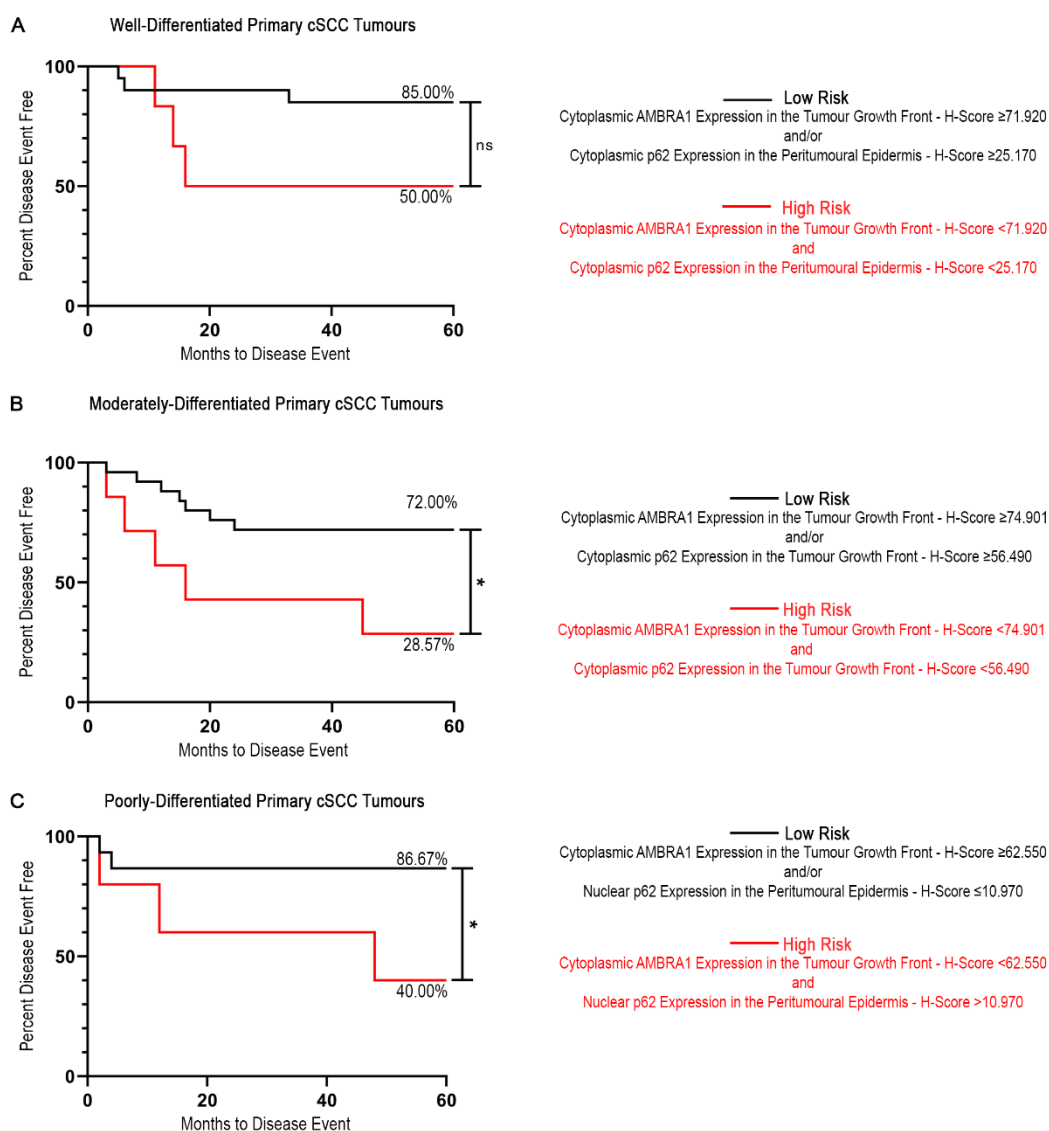 A
Well-Differentiated Primary cSCC Tumours
Percent Disease Event Free
100
50
0
0
20
40
60
Months to Disease Event
85.00%
50.00%
ns
Low Risk
Cytoplasmic AMBRA1 Expression in the Tumour Growth Front - H-Score ≥71.920
and/or
Cytoplasmic p62 Expression in the Peritumoural Epidermis - H-Score ≥25.170
High Risk
Cytoplasmic AMBRA1 Expression in the Tumour Growth Front - H-Score <71.920
and
Cytoplasmic p62 Expression in the Peritumoural Epidermis - H-Score <25.170
B
Moderately-Differentiated Primary cSCC Tumours
Percent Disease Event Free
100
50
0
0
20
40
60
Months to Disease Event
72.00%
28.57%
*
Low Risk
Cytoplasmic AMBRA1 Expression in the Tumour Growth Front - H-Score ≥74.901
and/or
Cytoplasmic p62 Expression in the Tumour Growth Front - H-Score ≥56.490
High Risk
Cytoplasmic AMBRA1 Expression in the Tumour Growth Front - H-Score <74.901
and
Cytoplasmic p62 Expression in the Tumour Growth Front - H-Score <56.490
C
Poorly-Differentiated Primary cSCC Tumours
Percent Disease Event Free
100
50
0
0
20
40
60
Months to Disease Event
86.67%
40.00%
*
Low Risk
Cytoplasmic AMBRA1 Expression in the Tumour Growth Front - H-Score ≥62.550
and/or
Nuclear p62 Expression in the Peritumoural Epidermis - H-Score ≤10.970
High Risk
Cytoplasmic AMBRA1 Expression in the Tumour Growth Front - H-Score <62.550
and
Nuclear p62 Expression in the Peritumoural Epidermis - H-Score >10.970